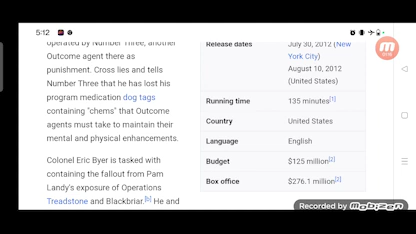 5:12
operated by Number Three, another
Outcome agent there as
punishment. Cross lies and tells
Number Three that he has lost his
program medication dog tags
containing "chems" that Outcome
agents must take to maintain their
mental and physical enhancements.
Colonel Eric Byer is tasked with
containing the fallout from Pam
Landy's exposure of Operations
Treadstone and Blackbriar.[b] He and
Release dates July 30, 2012 (New
York City)
August 10, 2012
(United States)
Running time 135 minutes[1]
Country United States
Language English
Budget $125 million[2]
Box office $276.1 million[2]
Recorded by Mobizen